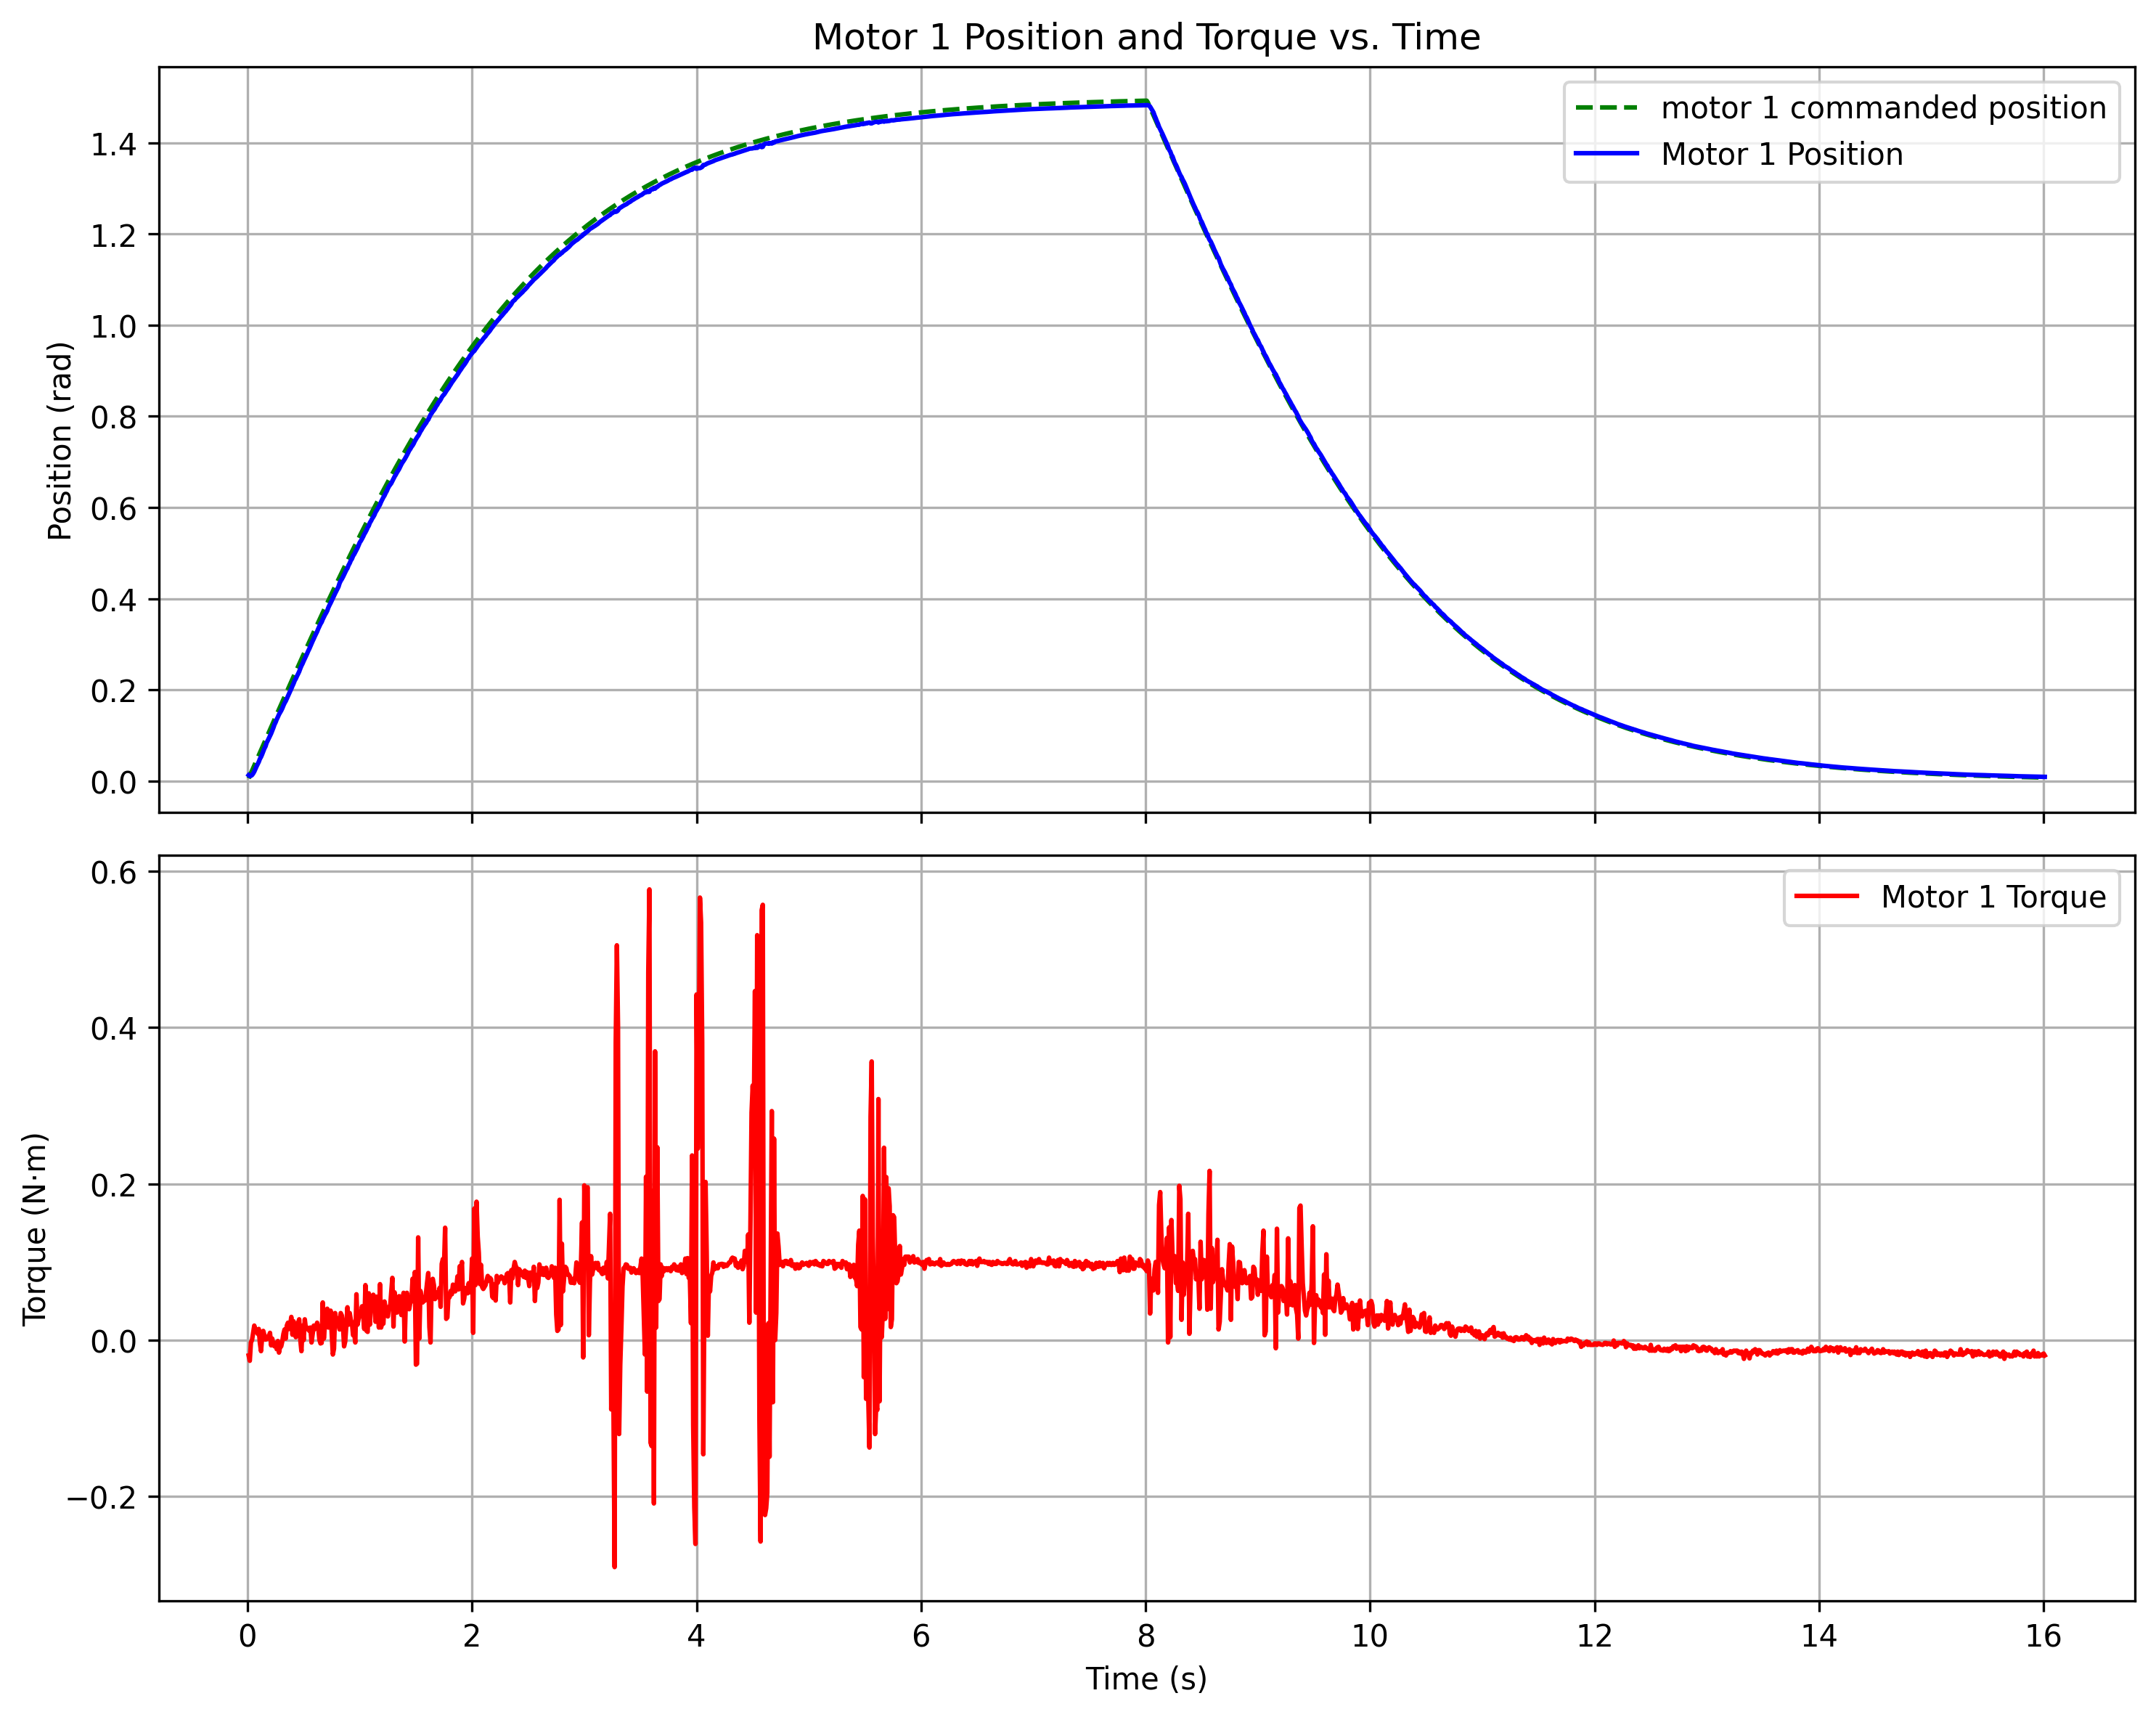 Motor 1 Position and Torque vs. Time
motor 1 commanded position
Motor 1 Position
1.4
1.2
1.0
0.8
0.6
0.4
0.2
0.0
Position (rad)
Motor 1 Torque
0.6
0.4
0.2
0.0
−0.2
Torque (N·m)
0 2 4 6 8 10 12 14 16
Time (s)